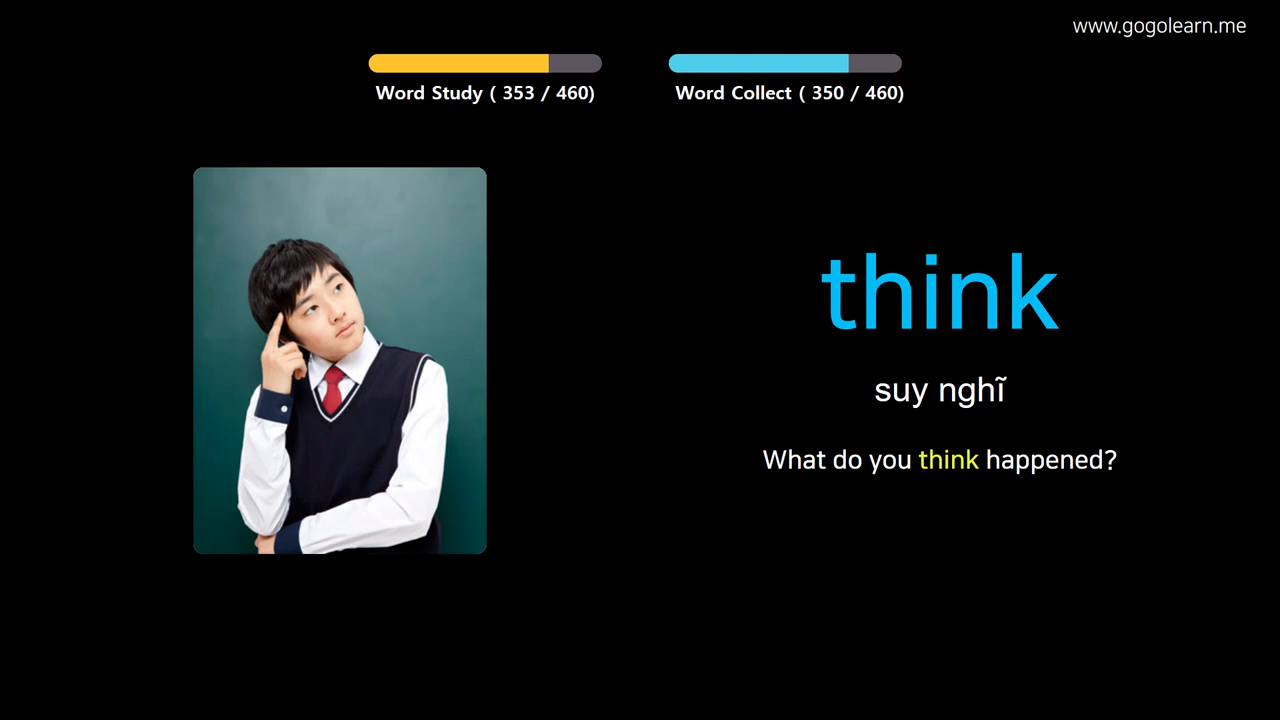 www.gogolearn.me
Word Study ( 353 / 460)
Word Collect ( 350 / 460)
think
suy nghĩ
What do you think happened?